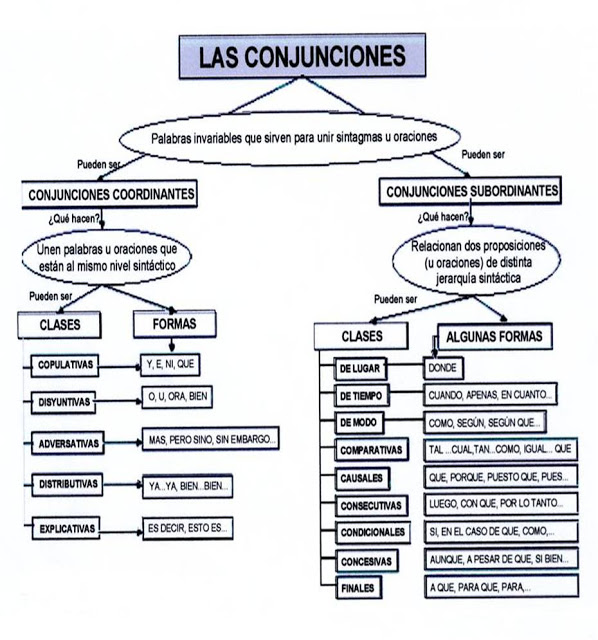 LAS CONJUNCIONES
Palabras invariables que sirven para unir sintagmas u oraciones
Pueden ser
Pueden ser
CONJUNCIONES COORDINANTES
CONJUNCIONES SUBORDINANTES
¿Qué hacen?
¿Qué hacen?
Unen palabras u oraciones que
están al mismo nivel sintáctico
Relacionan dos proposiciones
(u oraciones) de distinta
jerarquía sintáctica
Pueden ser
Pueden ser
CLASES
FORMAS
COPULATIVAS
Y, E, NI, QUE
DISYUNTIVAS
O, U, ORA, BIEN
ADVERSATIVAS
MAS, PERO SINO, SIN EMBARGO...
DISTRIBUTIVAS
YA...YA, BIEN...BIEN...
EXPLICATIVAS
ES DECIR, ESTO ES...
CLASES
ALGUNAS FORMAS
DE LUGAR
DONDE
DE TIEMPO
CUANDO, APENAS, EN CUANTO...
DE MODO
COMO, SEGÚN, SEGÚN QUE...
COMPARATIVAS
TAL ...CUAL,TAN...COMO, IGUAL... QUE
CAUSALES
QUE, PORQUE, PUESTO QUE, PUES...
CONSECUTIVAS
LUEGO, CON QUE, POR LO TANTO...
CONDICIONALES
SI, EN EL CASO DE QUE, COMO,...
CONCESIVAS
AUNQUE, A PESAR DE QUE, SI BIEN...
FINALES
A QUE, PARA QUE, PARA,...